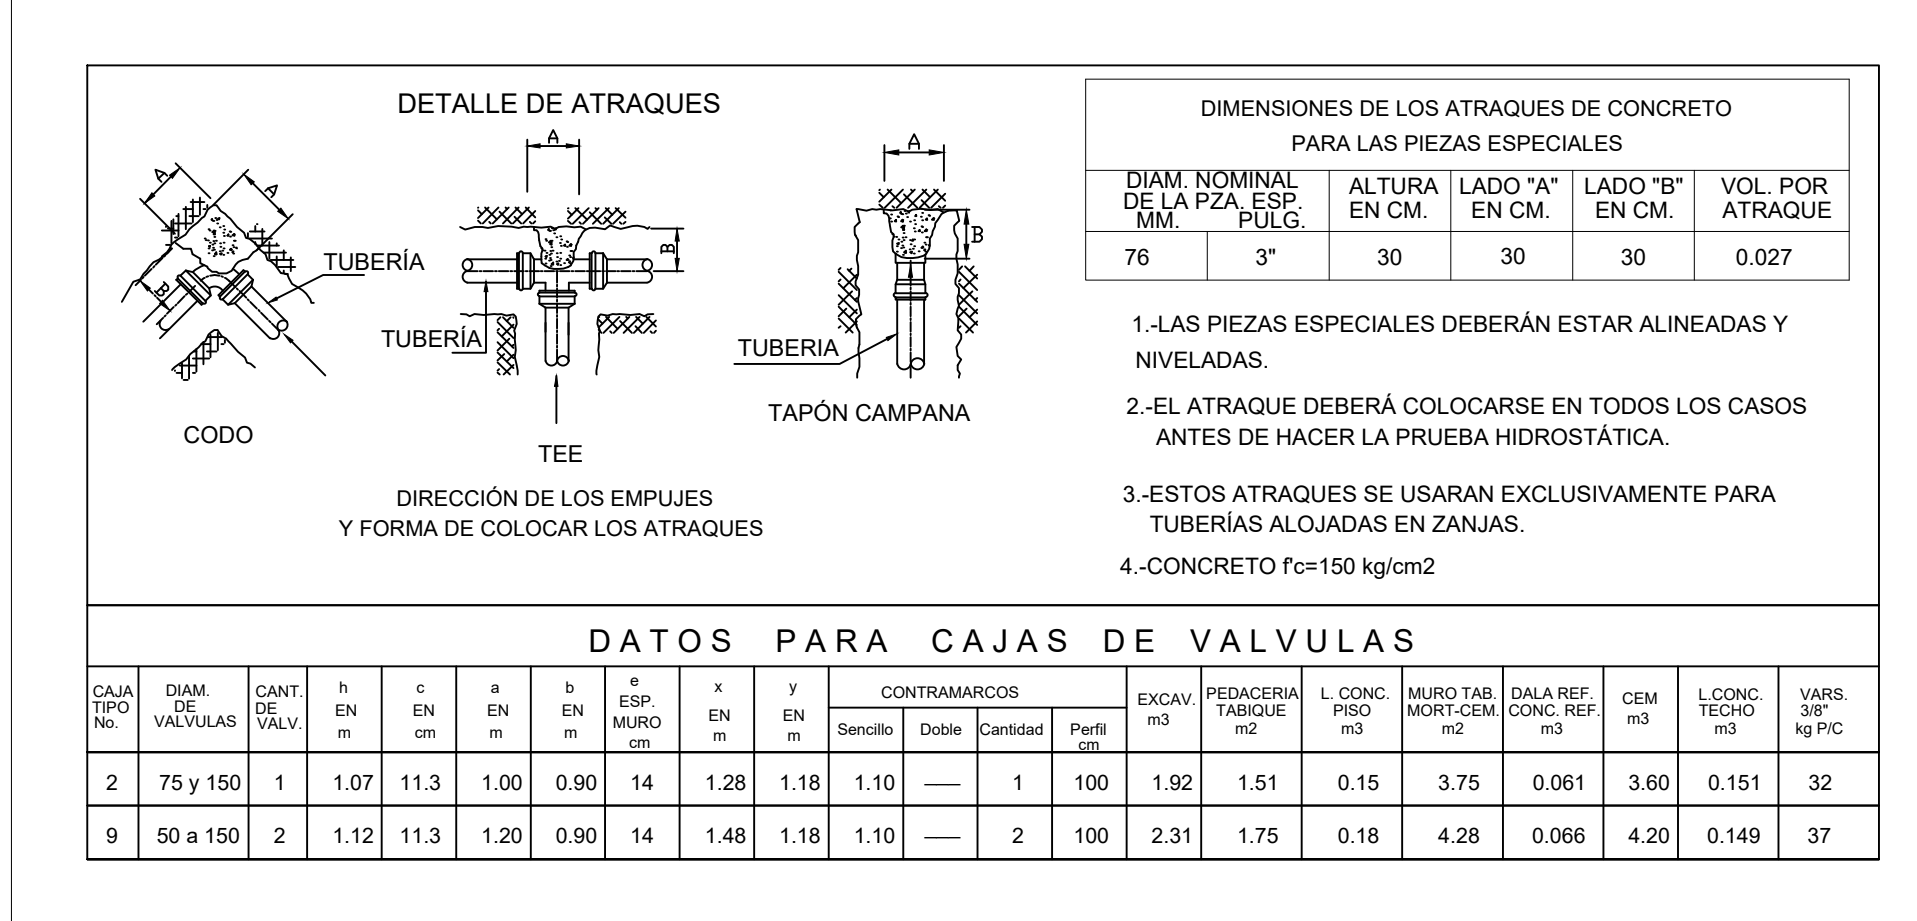 DETALLE DE ATRAQUES
A
A
TUBERÍA
B
CODO
A
B
TUBERÍA
TEE
A
B
TUBERIA
TAPÓN CAMPANA
DIRECCIÓN DE LOS EMPUJES
Y FORMA DE COLOCAR LOS ATRAQUES
DIMENSIONES DE LOS ATRAQUES DE CONCRETO
PARA LAS PIEZAS ESPECIALES
DIAM. NOMINAL DE LA PZA. ESP. MM. PULG. ALTURA EN CM. LADO "A" EN CM. LADO "B" EN CM. VOL. POR ATRAQUE
76 3" 30 30 30 0.027
1.-LAS PIEZAS ESPECIALES DEBERÁN ESTAR ALINEADAS Y
NIVELADAS.
2.-EL ATRAQUE DEBERÁ COLOCARSE EN TODOS LOS CASOS
ANTES DE HACER LA PRUEBA HIDROSTÁTICA.
3.-ESTOS ATRAQUES SE USARAN EXCLUSIVAMENTE PARA
TUBERÍAS ALOJADAS EN ZANJAS.
4.-CONCRETO f'c=150 kg/cm2
DATOS PARA CAJAS DE VALVULAS
CAJA TIPO No. DIAM. DE VALVULAS CANT. DE VALV. h EN m c EN cm a EN m b EN m e ESP. MURO cm x EN m y EN m CONTRAMARCOS Sencillo Doble Cantidad Perfil cm EXCAV. m3 PEDACERIA TABIQUE m2 L. CONC. PISO m3 MURO TAB. MORT-CEM. m2 DALA REF. CONC. REF. m3 CEM m3 L.CONC. TECHO m3 VARS. 3/8" kg P/C
2 75 y 150 1 1.07 11.3 1.00 0.90 14 1.28 1.18 1.10 —— 1 100 1.92 1.51 0.15 3.75 0.061 3.60 0.151 32
9 50 a 150 2 1.12 11.3 1.20 0.90 14 1.48 1.18 1.10 —— 2 100 2.31 1.75 0.18 4.28 0.066 4.20 0.149 37